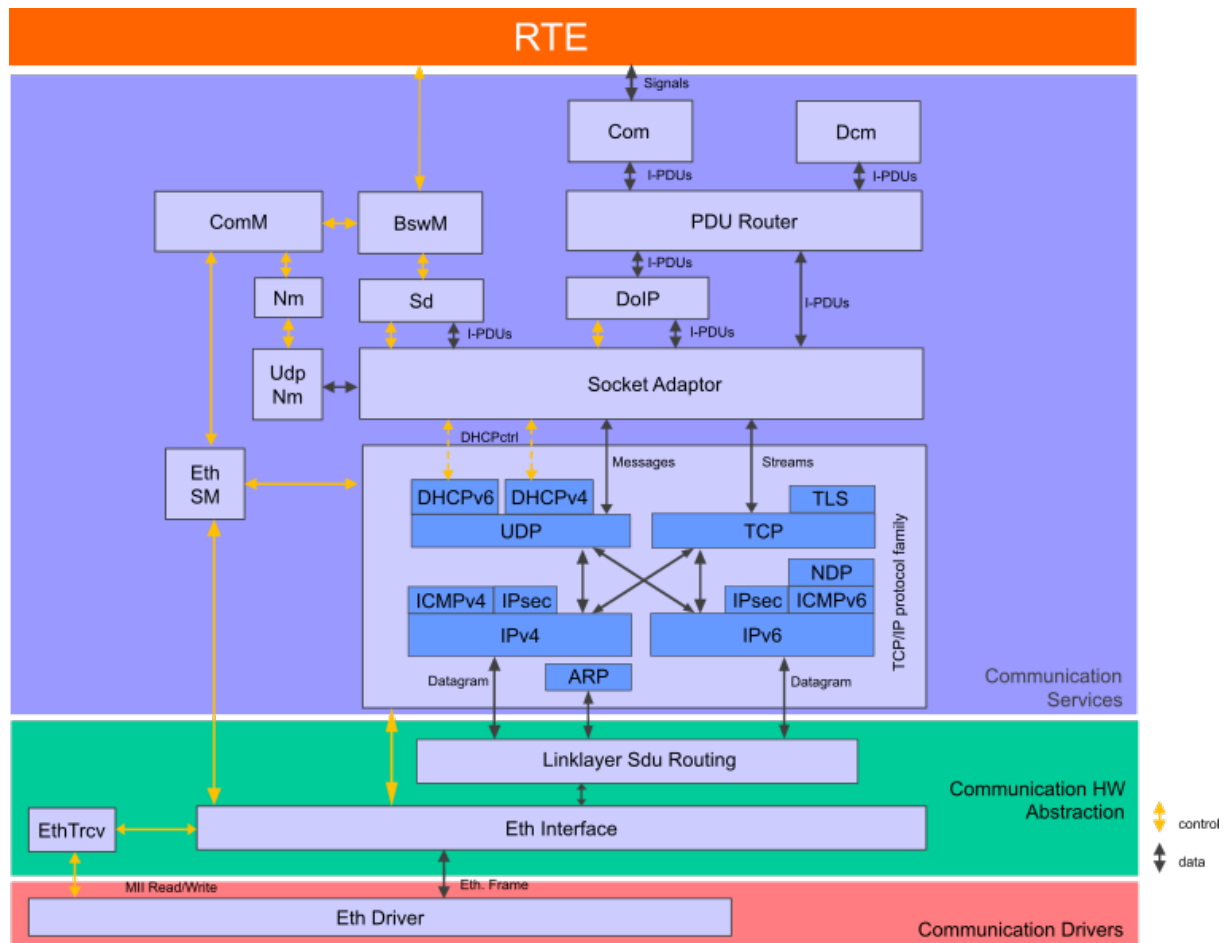 RTE
Signals
Com
Dcm
I-PDUs
I-PDUs
ComM
BswM
PDU Router
I-PDUs
Nm
Sd
DoIP
I-PDUs
I-PDUs
I-PDUs
Udp
Nm
Socket Adaptor
DHCPctrl
Messages
Streams
Eth
SM
DHCPv6
DHCPv4
TLS
UDP
TCP
NDP
ICMPv4
IPsec
IPsec
ICMPv6
IPv4
IPv6
TCP/IP protocol family
ARP
Datagram
Datagram
Communication
Services
Linklayer Sdu Routing
Communication HW
Abstraction
EthTrcv
Eth Interface
control
data
MII Read/Write
Eth. Frame
Eth Driver
Communication Drivers